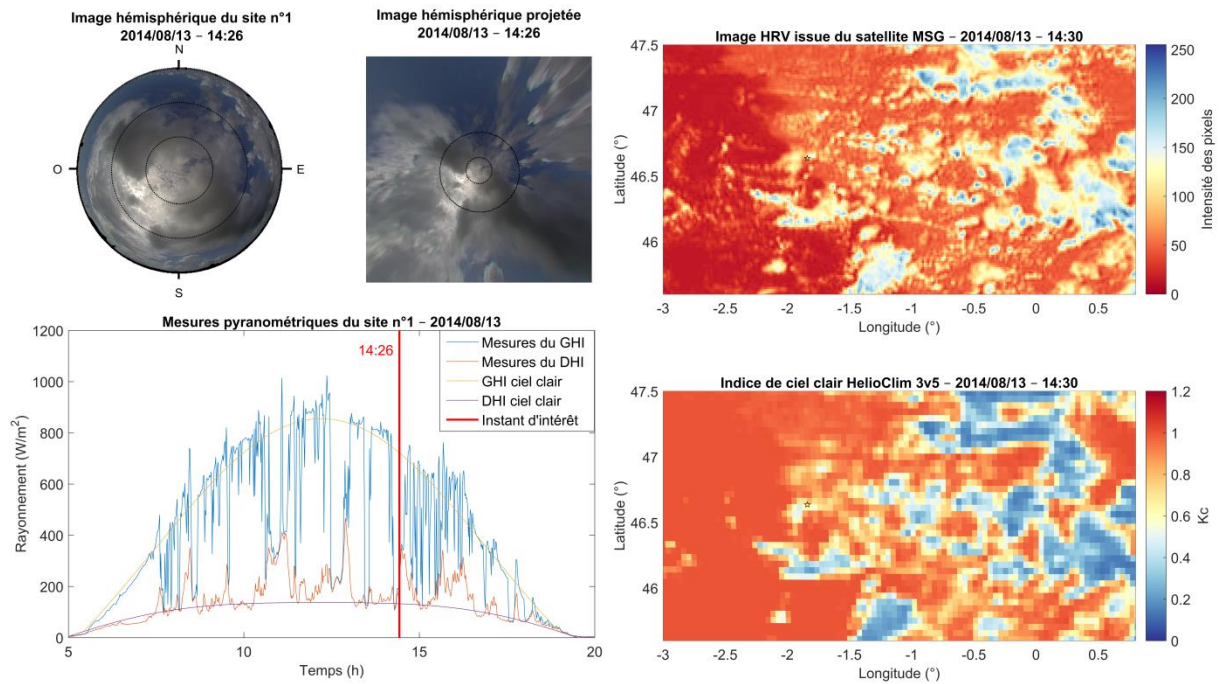 Image hémisphérique du site n°1
2014/08/13 – 14:26
N
O
E
S
Image hémisphérique projetée
2014/08/13 – 14:26
Image HRV issue du satellite MSG – 2014/08/13 – 14:30
47.5
47
46.5
46
Latitude (°)
-3
-2.5
-2
-1.5
-1
-0.5
0
0.5
Longitude (°)
250
200
150
100
50
0
Intensité des pixels
Mesures pyranométriques du site n°1 – 2014/08/13
1200
1000
800
600
400
200
0
Rayonnement (W/m²)
5
10
15
20
Temps (h)
14:26
Mesures du GHI
Mesures du DHI
GHI ciel clair
DHI ciel clair
Instant d'intérêt
Indice de ciel clair HelioClim 3v5 – 2014/08/13 – 14:30
47.5
47
46.5
46
Latitude (°)
-3
-2.5
-2
-1.5
-1
-0.5
0
0.5
Longitude (°)
1.2
1
0.8
0.6
0.4
0.2
0
Kc